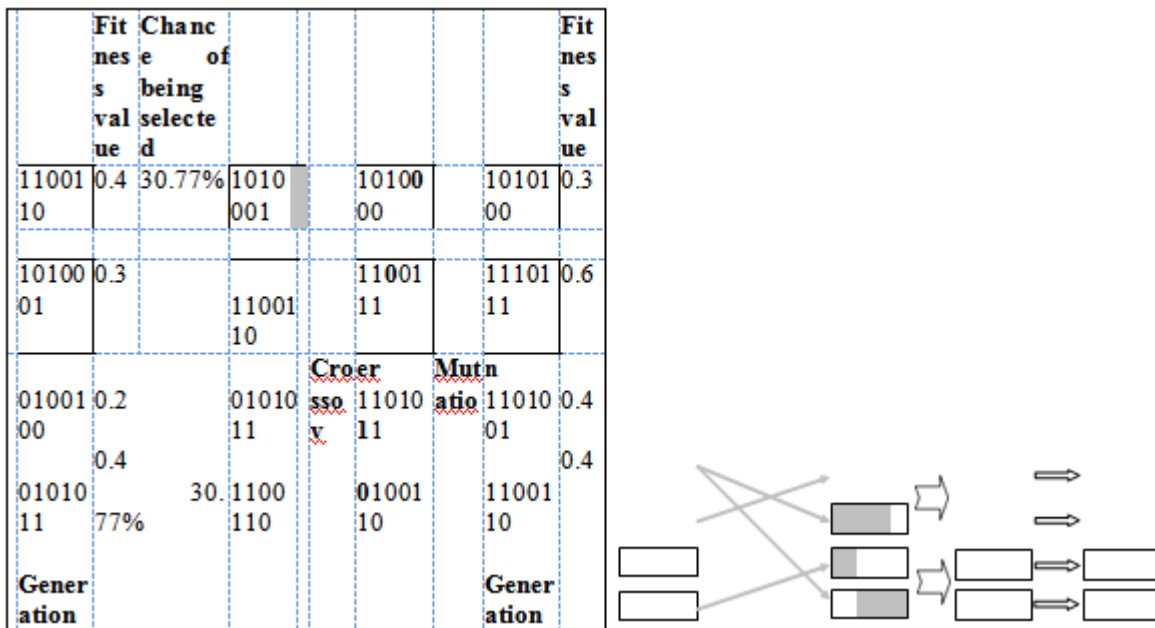 Fit Chanc Fit
nes e of nes
s being s
val selecte val
ue d ue
11001 0.4 30.77% 1010 10100 10101 0.3
10 001 00 00
10100 0.3 11001 11101 0.6
01 11001 11 11
10
Cro er Mut n
01001 0.2 01010 sso 11010 atio 11010 0.4
00 11 v 11 01
0.4 0.4
01010 30. 1100 01001 11001
11 77% 110 10 10
Gener Gener
ation ation